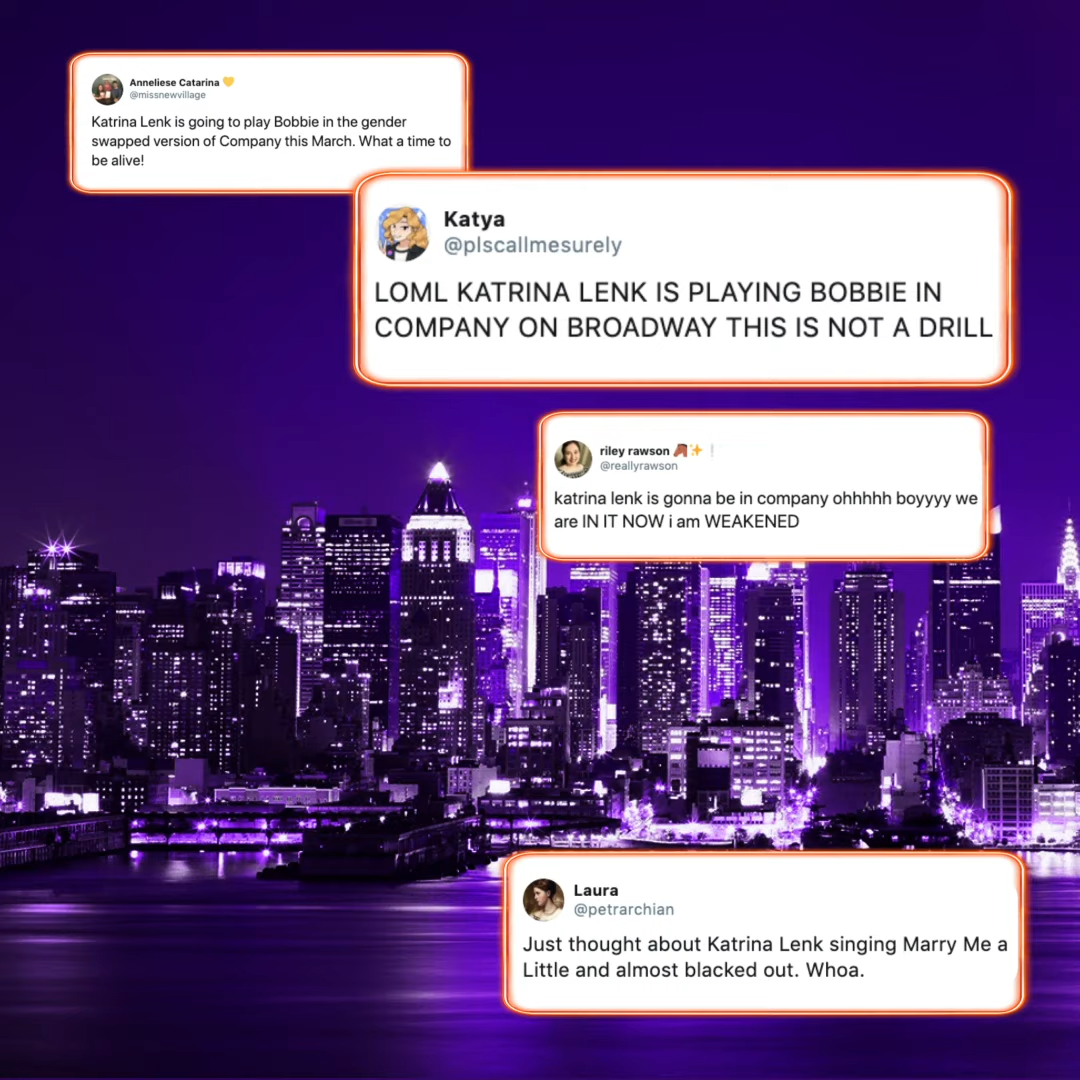 Anneliese Catarina 💛
@missnewvillage
Katrina Lenk is going to play Bobbie in the gender
swapped version of Company this March. What a time to
be alive!
Katya
@plscallmesurely
LOML KATRINA LENK IS PLAYING BOBBIE IN
COMPANY ON BROADWAY THIS IS NOT A DRILL
riley rawson 🐴✨
@reallyrawson
katrina lenk is gonna be in company ohhhhh boyyyy we
are IN IT NOW i am WEAKENED
Laura
@petrarchian
Just thought about Katrina Lenk singing Marry Me a
Little and almost blacked out. Whoa.